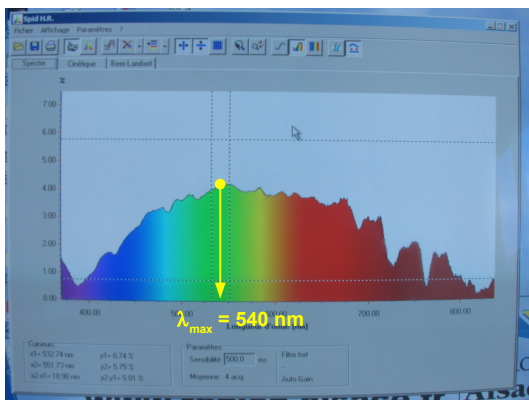 Spid H.R.
Fichier Affichage Paramètres ?
Spectre Cinétique Beer Lambert
%
7.00
6.00
5.00
4.00
3.00
2.00
1.00
0.00
400.00 700.00 800.00
λmax = 540 nm
Curseurs
x1= 532.74 nm y1= 0.74 %
x2= 551.73 nm y2= 5.75 %
x2-x1= 18.98 nm y2-y1= 5.01 %
Paramètres
Sensibilité 500.0 ms
Moyenne : 4 acq.
Filtre fort
-
Auto Gain